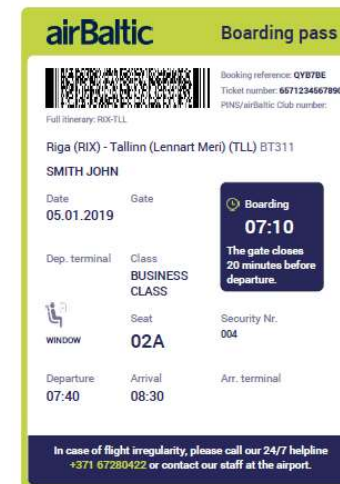 airBaltic
Boarding pass
Booking reference: QYB7BE
Ticket number: 6571234567890
PINS/airBaltic Club number:
Full itinerary: RIX-TLL
Riga (RIX) - Tallinn (Lennart Meri) (TLL) BT311
SMITH JOHN
Date
Gate
05.01.2019
Boarding
07:10
The gate closes
20 minutes before
departure.
Dep. terminal
Class
BUSINESS
CLASS
WINDOW
Seat
02A
Security Nr.
004
Departure
Arrival
Arr. terminal
07:40
08:30
In case of flight irregularity, please call our 24/7 helpline
+371 67280422 or contact our staff at the airport.